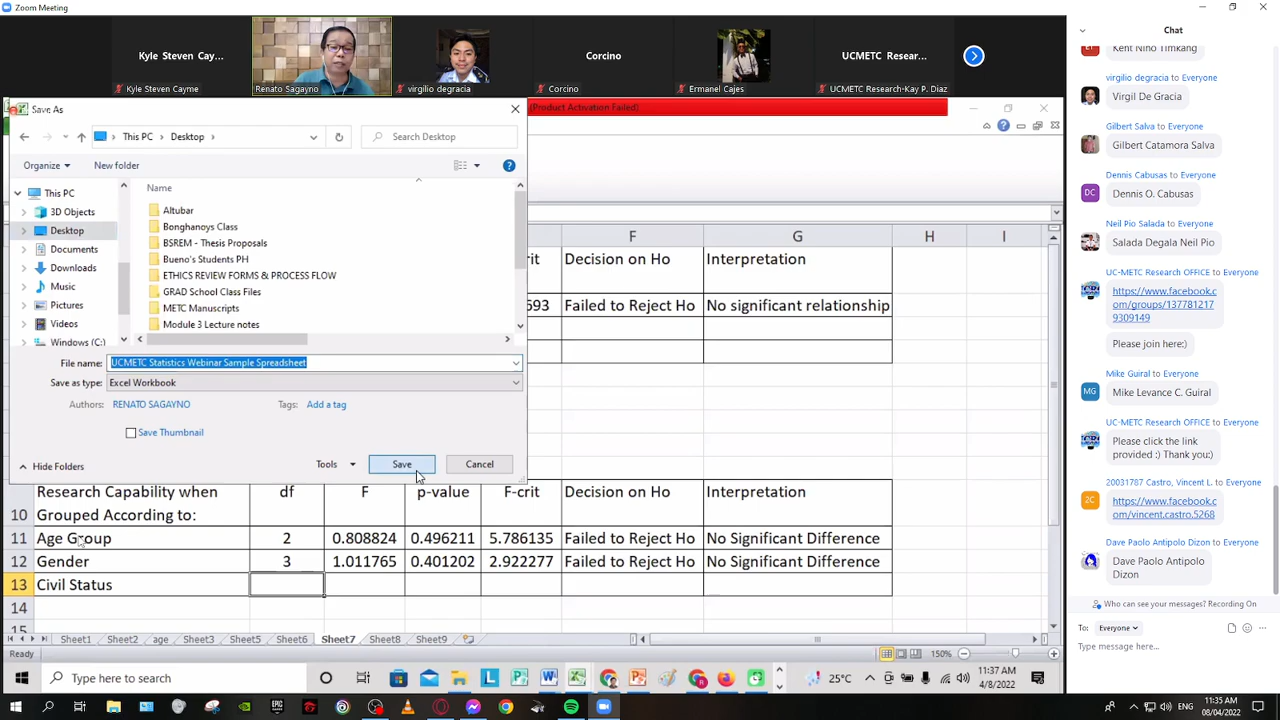 Zoom Meeting
Kyle Steven Cay...
Kyle Steven Cayme
Renato Sagayno
virgilio degracia
Corcino
Corcino
Ermanel Cajes
UCMETC Resear...
UCMETC Research-Kay P. Diaz
(Product Activation Failed)
Save As
This PC
Desktop
Search Desktop
Organize
New folder
This PC
3D Objects
Desktop
Documents
Downloads
Music
Pictures
Videos
Windows (C:)
Name
Altubar
Bonghanoys Class
BSREM - Thesis Proposals
Bueno's Students PH
ETHICS REVIEW FORMS & PROCESS FLOW
GRAD School Class Files
METC Manuscripts
Module 3 Lecture notes
File name:
UCMETC Statistics Webinar Sample Spreadsheet
Save as type:
Excel Workbook
Authors:
RENATO SAGAYNO
Tags:
Add a tag
Save Thumbnail
Hide Folders
Tools
Save
Cancel
F G H I
rit Decision on Ho Interpretation
693 Failed to Reject Ho No significant relationship
Research Capability when df F p-value F-crit Decision on Ho Interpretation
10 Grouped According to:
11 Age Group 2 0.808824 0.496211 5.786135 Failed to Reject Ho No Significant Difference
12 Gender 3 1.011765 0.401202 2.922277 Failed to Reject Ho No Significant Difference
13 Civil Status
14
15
Sheet1 Sheet2 age Sheet3 Sheet5 Sheet6 Sheet7 Sheet8 Sheet9
Ready
150%
Type here to search
25°C
11:37 AM
4/8/2022
Chat
Kent Nino Timkang
virgilio degracia to Everyone
Virgil De Gracia
Gilbert Salva to Everyone
Gilbert Catamora Salva
Dennis Cabusas to Everyone
DC
Dennis O. Cabusas
Neil Pio Salada to Everyone
Salada Degala Neil Pio
UC-METC Research OFFICE to Everyone
https://www.facebook.c
om/groups/137781217
9309149
Please join here:)
Mike Guiral to Everyone
MG
Mike Levance C. Guiral
UC-METC Research OFFICE to Everyone
Please click the link
provided :) Thank you;)
20031787 Castro, Vincent L. to Everyone
2C
https://www.facebook.c
om/vincent.castro.5268
Dave Paolo Antipolo Dizon to Everyone
Dave Paolo Antipolo
Dizon
Who can see your messages? Recording On
To: Everyone
Type message here...
ENG
11:35 AM
08/04/2022